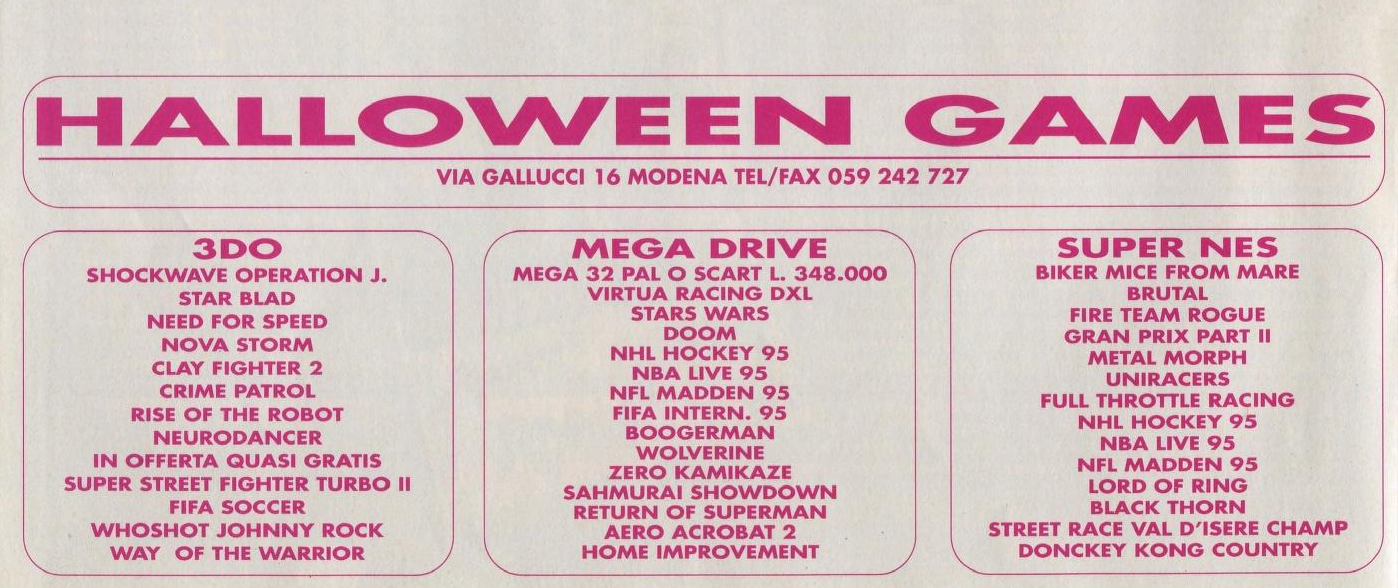 HALLOWEEN GAMES
VIA GALLUCCI 16 MODENA TEL/FAX 059 242 727
3DO
SHOCKWAVE OPERATION J.
STAR BLAD
NEED FOR SPEED
NOVA STORM
CLAY FIGHTER 2
CRIME PATROL
RISE OF THE ROBOT
NEURODANCER
IN OFFERTA QUASI GRATIS
SUPER STREET FIGHTER TURBO II
FIFA SOCCER
WHOSHOT JOHNNY ROCK
WAY OF THE WARRIOR
MEGA DRIVE
MEGA 32 PAL O SCART L. 348.000
VIRTUA RACING DXL
STARS WARS
DOOM
NHL HOCKEY 95
NBA LIVE 95
NFL MADDEN 95
FIFA INTERN. 95
BOOGERMAN
WOLVERINE
ZERO KAMIKAZE
SAHMURAI SHOWDOWN
RETURN OF SUPERMAN
AERO ACROBAT 2
HOME IMPROVEMENT
SUPER NES
BIKER MICE FROM MARE
BRUTAL
FIRE TEAM ROGUE
GRAN PRIX PART II
METAL MORPH
UNIRACERS
FULL THROTTLE RACING
NHL HOCKEY 95
NBA LIVE 95
NFL MADDEN 95
LORD OF RING
BLACK THORN
STREET RACE VAL D'ISERE CHAMP
DONCKEY KONG COUNTRY